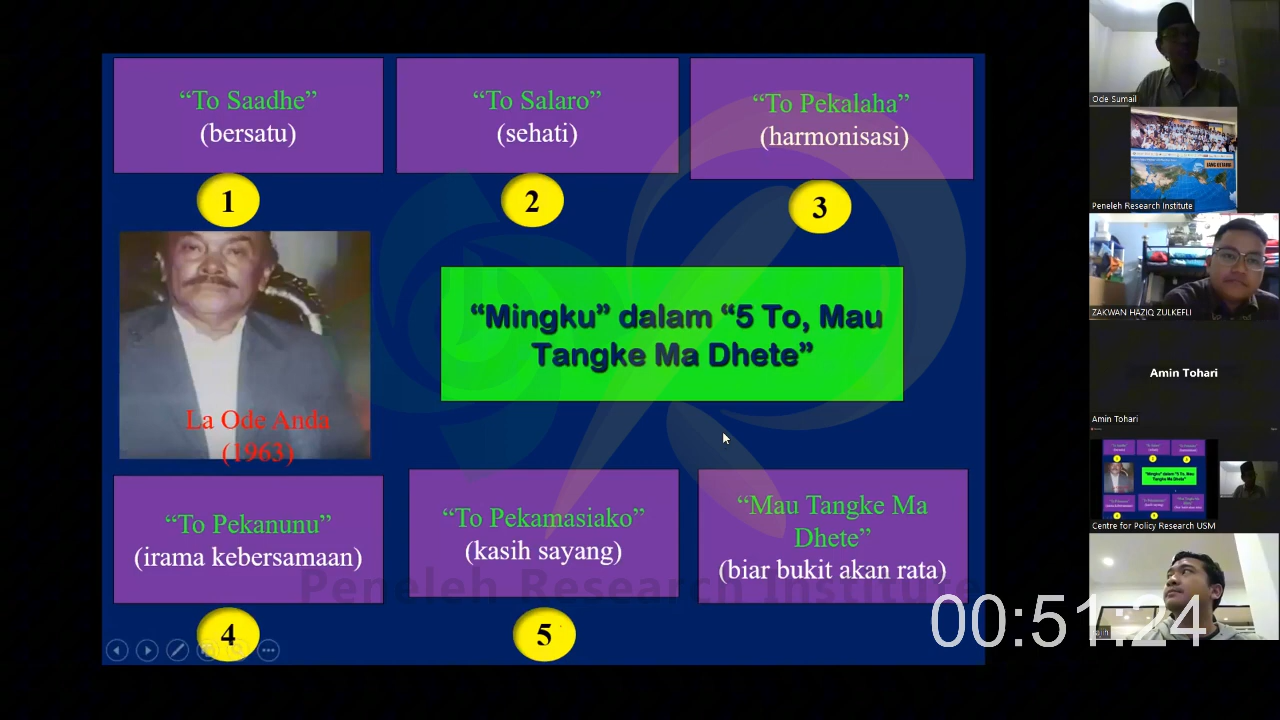 “To Saadhe”
(bersatu)
“To Salaro”
(sehati)
“To Pekalaha”
(harmonisasi)
1
2
3
“Mingku” dalam “5 To, Mau
Tangke Ma Dhete”
La Ode Anda
(1963)
“To Pekanunu”
(irama kebersamaan)
“To Pekamasiako”
(kasih sayang)
“Mau Tangke Ma
Dhete”
(biar bukit akan rata)
4
5
Peneleh Research Institute
00:51:24
Ode Sumail
Peneleh Research Institute
ZAKWAN HAZIQ ZULKEFLI
Amin Tohari
Amin Tohari
Centre for Policy Research USM